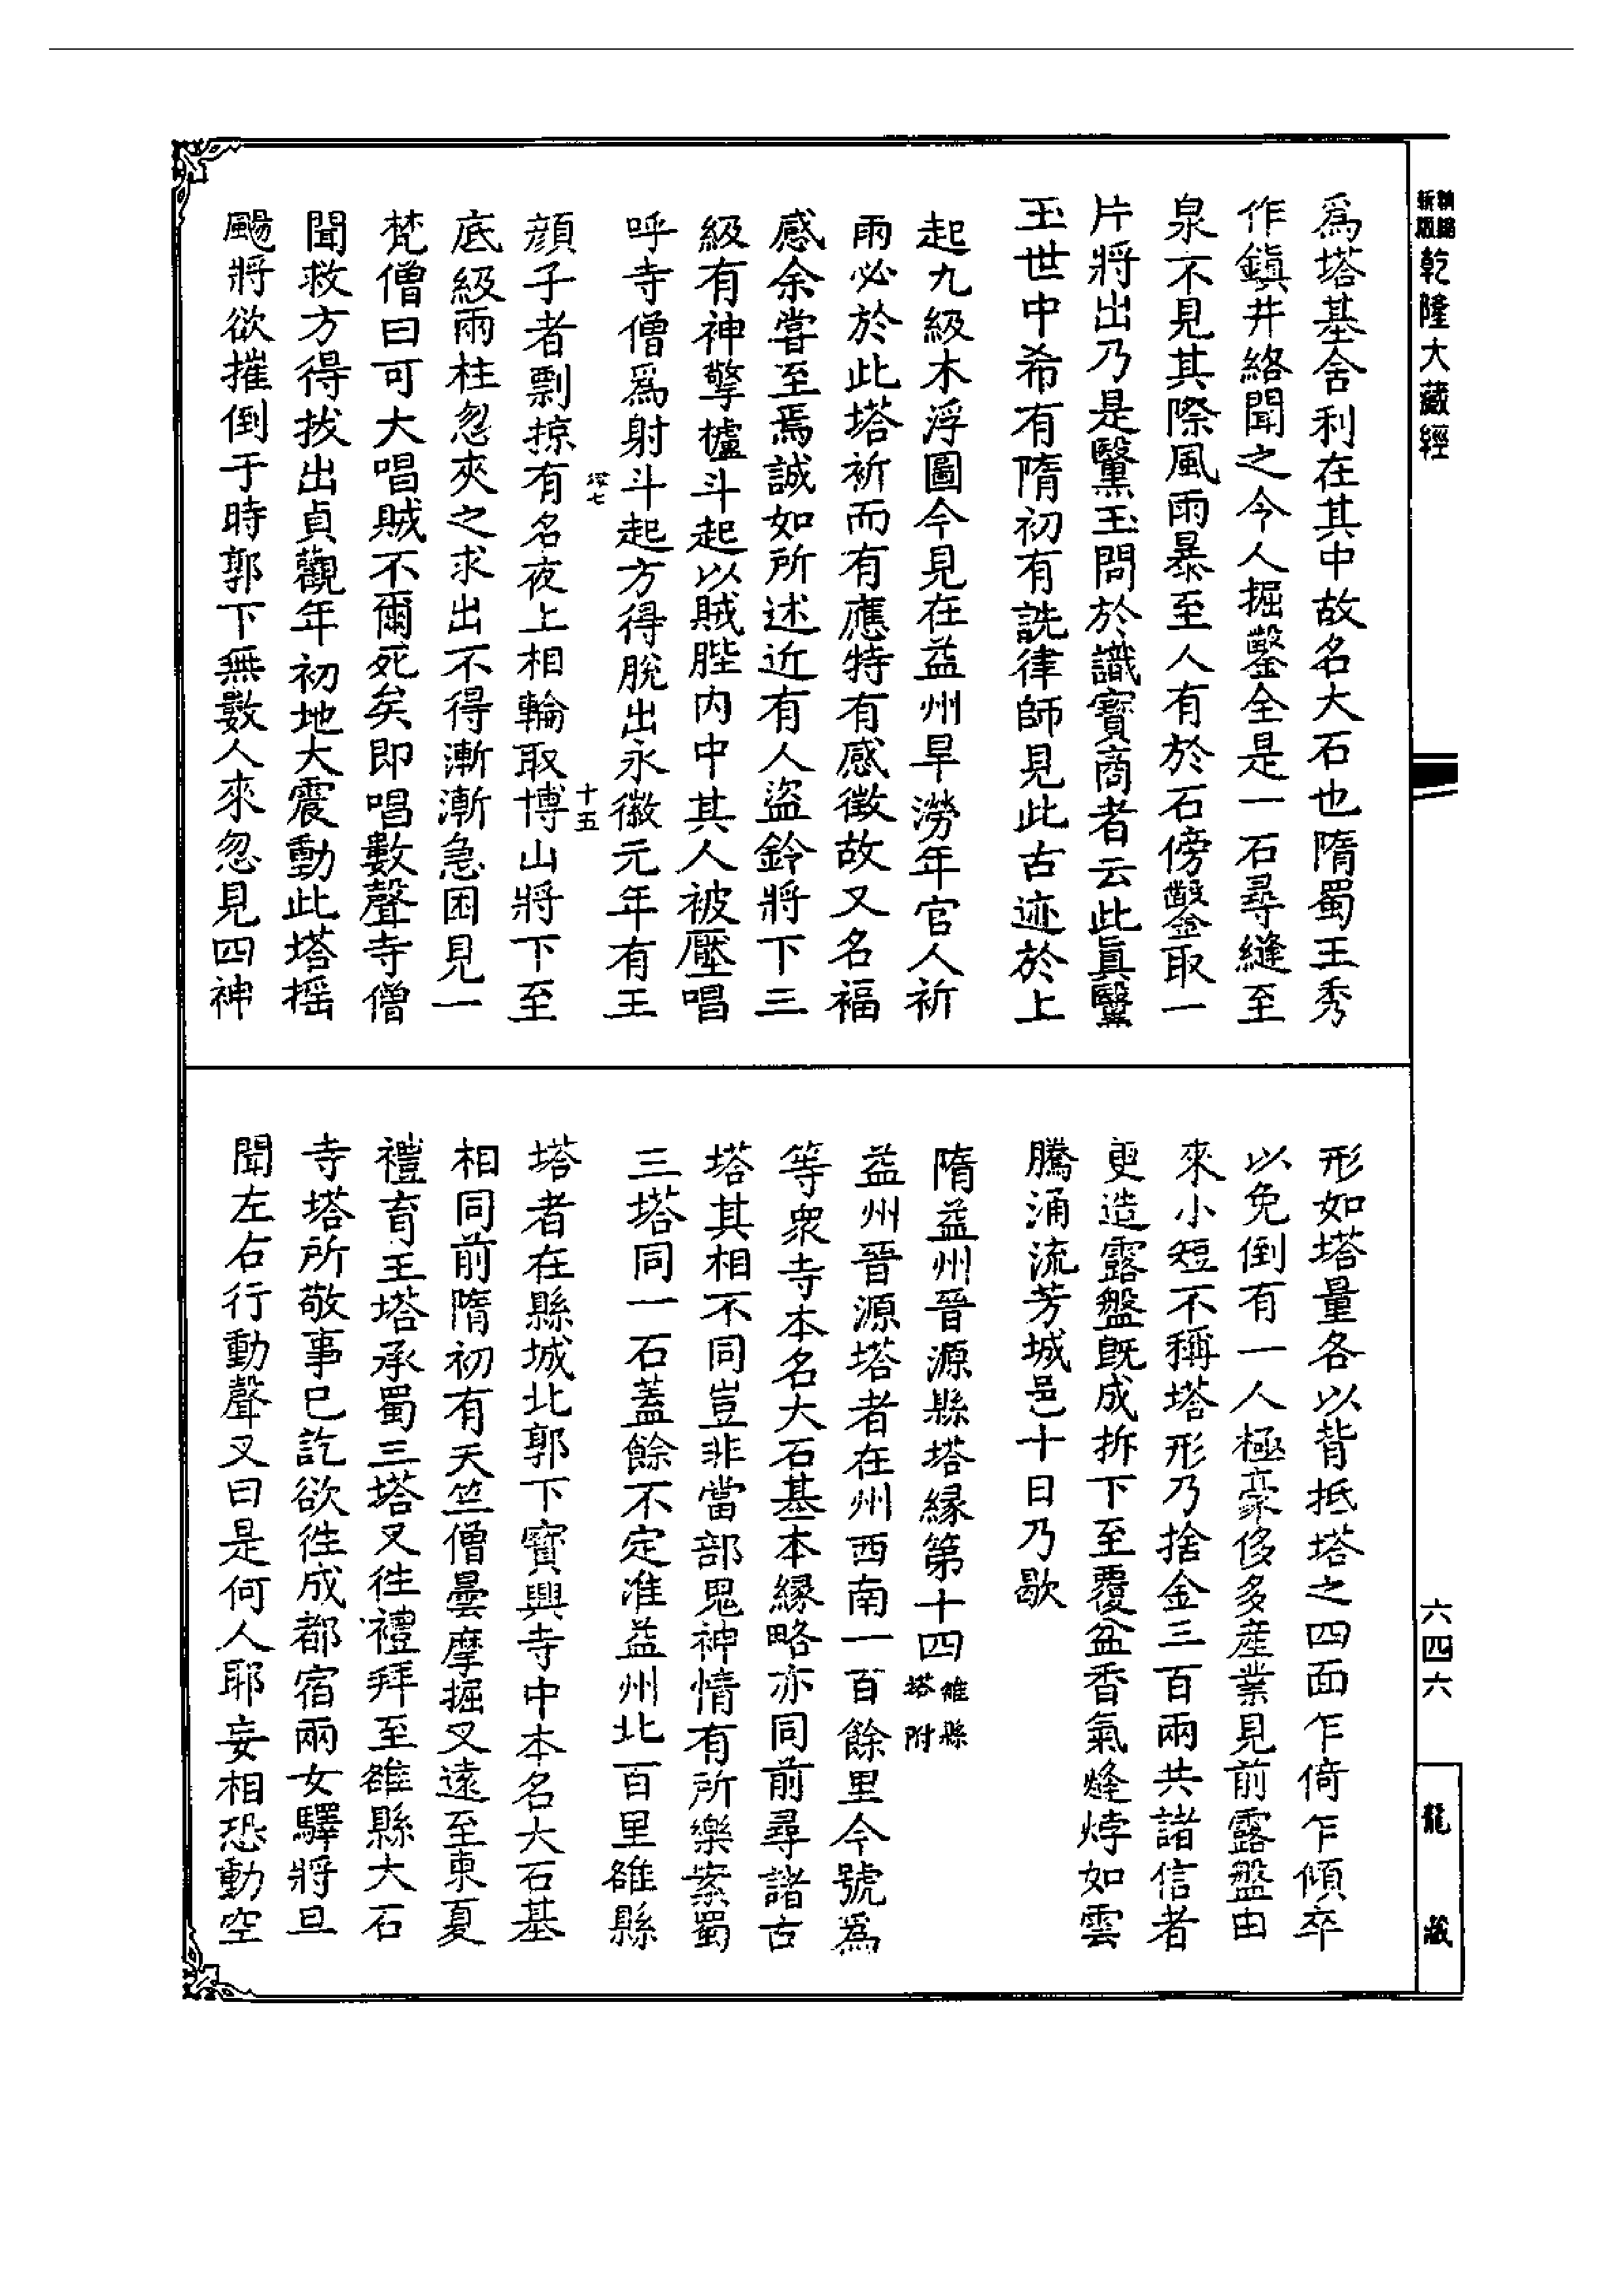 乾隆大藏經
六四六
龍藏
爲塔基舍利在其中故名大石也隋蜀王秀
作鎮井絡聞之今人掘鑿全是一石尋縫至
泉不見其際風雨暴至人有於石傍鑿取一
片將出乃是黳玉問於識寶商者云此眞黳
玉世中希有隋初有詵律師見此古迹於上
起九級木浮圖今見在益州旱澇年官人祈
雨必於此塔祈而有應特有感徵故又名福
感余嘗至焉誠如所述近有人盜鈴將下三
級有神擎櫨斗起以賊胜内中其人被壓唱
呼寺僧爲射斗起方得脫出永徽元年有王
十五
顔子者剽掠有名夜上相輪取博山將下至
底級兩柱忽夾之求出不得漸漸急困見一
梵僧曰可大唱賊不爾死矣即唱數聲寺僧
聞救方得拔出貞觀年初地大震動此塔揺
颺將欲摧倒于時郭下無數人來忽見四神
形如塔量各以背抵塔之四面乍倚乍傾卒
以免倒有一人極豪侈多産業見前露盤由
來小短不稱塔形乃捨金三百兩共諸信者
更造露盤既成拆下至覆盆香氣㷭烞如雲
騰涌流芳城邑十日乃歇
隋益州晉源縣塔緣第十四雒縣塔附
益州晉源塔者在州西南一百餘里今號爲
等衆寺本名大石基本緣略亦同前尋諸古
塔其相不同豈非當部鬼神情有所樂案蜀
三塔同一石蓋餘不定准益州北百里雒縣
塔者在縣城北郭下寶興寺中本名大石基
相同前隋初有天竺僧曇摩掘叉遠至東夏
禮育王塔承蜀三塔叉往禮拜至雒縣大石
寺塔所敬事已訖欲往成都宿兩女驛將旦
聞左右行動聲叉曰是何人耶妄相恐動空